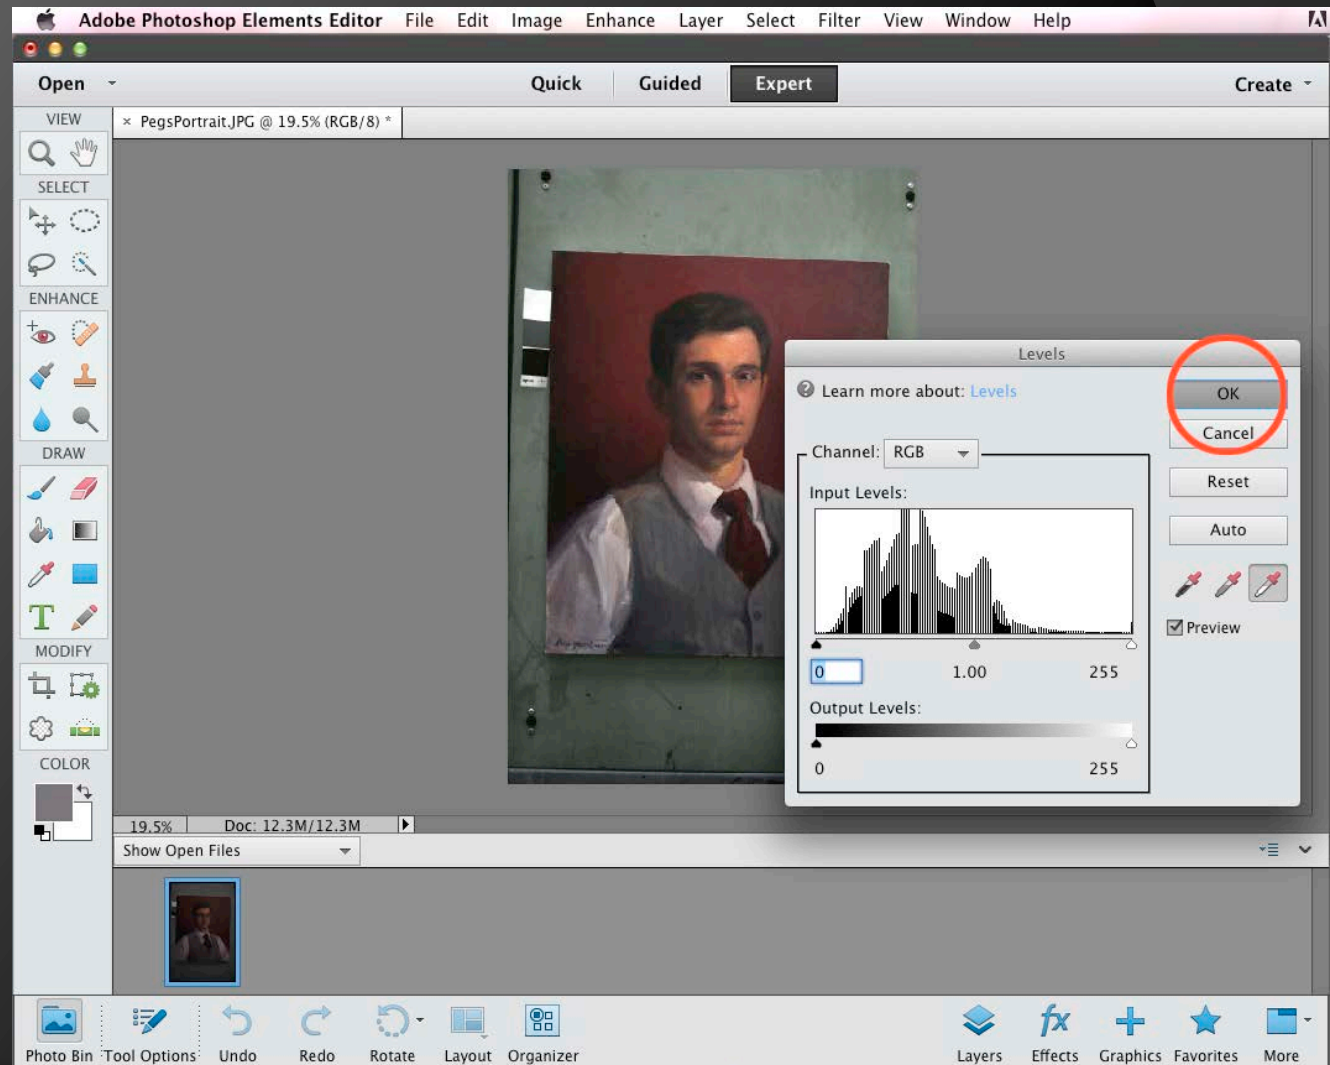 Adobe Photoshop Elements Editor File Edit Image Enhance Layer Select Filter View Window Help
Open Quick Guided Expert Create
VIEW
× PegsPortrait.JPG @ 19.5% (RGB/8) *
SELECT
ENHANCE
DRAW
T
MODIFY
COLOR
Levels
? Learn more about: Levels
OK
Cancel
Channel: RGB
Reset
Input Levels:
Auto
Preview
0 1.00 255
Output Levels:
0 255
19.5% Doc: 12.3M/12.3M
Show Open Files
fx
Photo Bin Tool Options Undo Redo Rotate Layout Organizer Layers Effects Graphics Favorites More